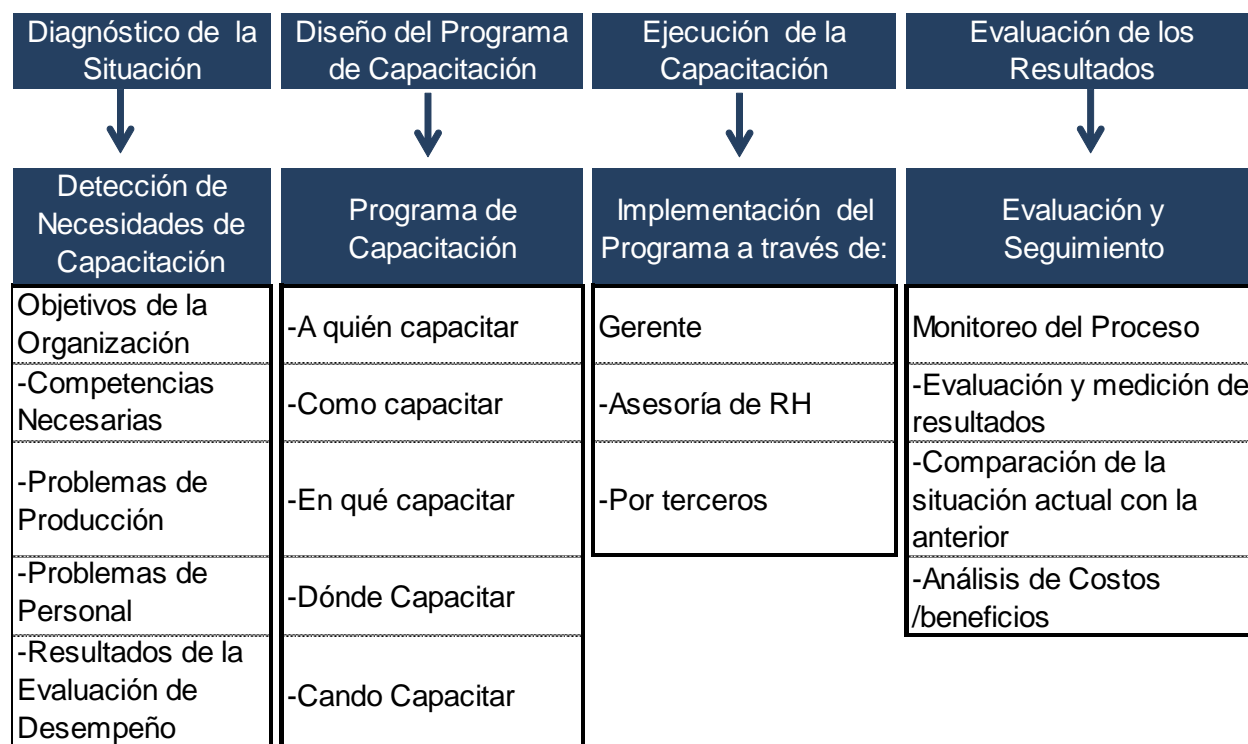 Diagnóstico de la
Situación
Diseño del Programa
de Capacitación
Ejecución de la
Capacitación
Evaluación de los
Resultados
Detección de
Necesidades de
Capacitación
Programa de
Capacitación
Implementación del
Programa a través de:
Evaluación y
Seguimiento
Objetivos de la
Organización
-Competencias
Necesarias
-Problemas de
Producción
-Problemas de
Personal
-Resultados de la
Evaluación de
Desempeño
-A quién capacitar
-Como capacitar
-En qué capacitar
-Dónde Capacitar
-Cando Capacitar
Gerente
-Asesoría de RH
-Por terceros
Monitoreo del Proceso
-Evaluación y medición de
resultados
-Comparación de la
situación actual con la
anterior
-Análisis de Costos
/beneficios